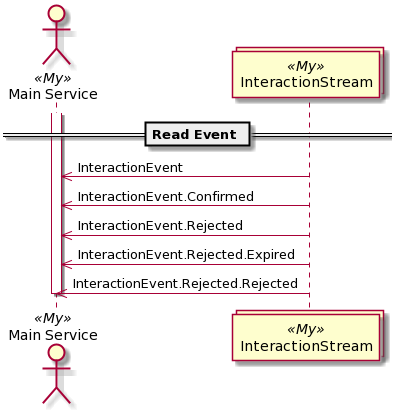 «My»
Main Service
«My»
InteractionStream
Read Event
InteractionEvent
InteractionEvent.Confirmed
InteractionEvent.Rejected
InteractionEvent.Rejected.Expired
InteractionEvent.Rejected.Rejected
«My»
Main Service
«My»
InteractionStream